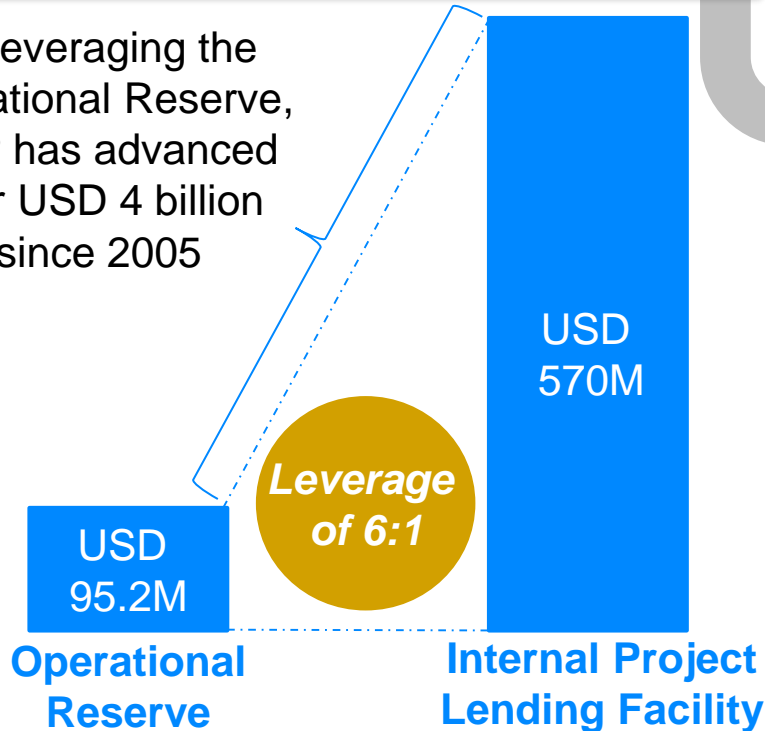 everaging the
ational Reserve,
has advanced
USD 4 billion
since 2005
USD
570M
Leverage
of 6:1
USD
95.2M
Operational
Reserve
Internal Project
Lending Facility